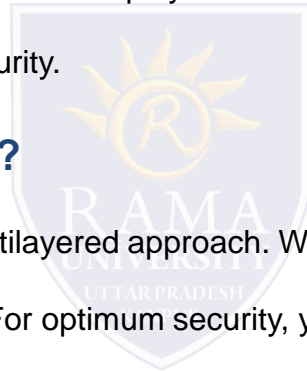 urity.
?
R
RAMA
tilayered approach. W
UNIVERSITY
UTTAR PRADESH
For optimum security, y